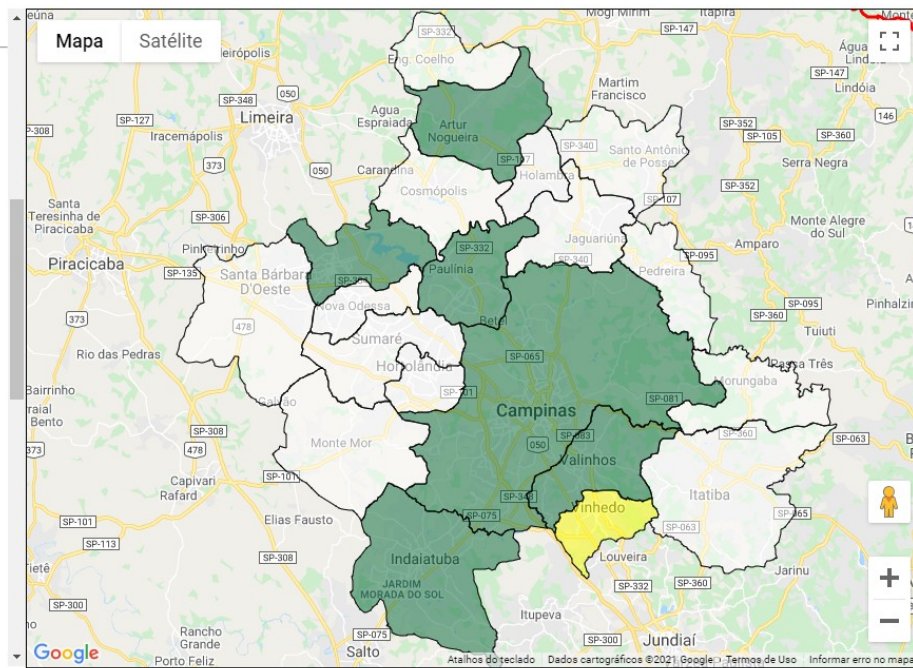 Mogi Mirim
Itapira
SP-332
SP-147
Mapa
Satélite
Eng. Coelho
Água
Lindóia
SP-147
Lindóia
Martim
Francisco
050
SP-348
Limeira
Agua
Espraiada
Artur
Nogueira
146
SP-308
SP-127
Iracemápolis
SP-352
SP-105
SP-360
SP-340
Santo Antônio
de Posse
Serra Negra
373
050
Holambra
Cosmópolis
SP-352
SP-107
Santa
Teresinha de
Piracicaba
SP-306
Monte Alegre
do Sul
Jaguariúna
Amparo
Piracicaba
SP-135
SP-332
SP-340
SP-095
Santa Bárbara
D'Oeste
Paulínia
Pedreira
Nova Odessa
SP-095
373
478
Betel
SP-360
Tuiuti
Rio das Pedras
Sumaré
SP-065
Hortolândia
Morungaba
SP-101
SP-081
Campinas
SP-308
Monte Mor
050
SP-083
SP-360
SP-063
373
478
Valinhos
Capivari
Rafard
SP-101
SP-348
Itatiba
Vinhedo
SP-065
SP-101
Elias Fausto
SP-075
SP-063
SP-113
Indaiatuba
Louveira
SP-308
Jarinu
JARDIM
MORADA DO SOL
SP-332
SP-360
SP-300
Itupeva
Rancho
Grande
SP-075
SP-300
Jundiaí
Google
Porto Feliz
Salto
Atalhos do teclado
Dados cartográficos ©2021 Google
Termos de Uso
Informar erro no mapa